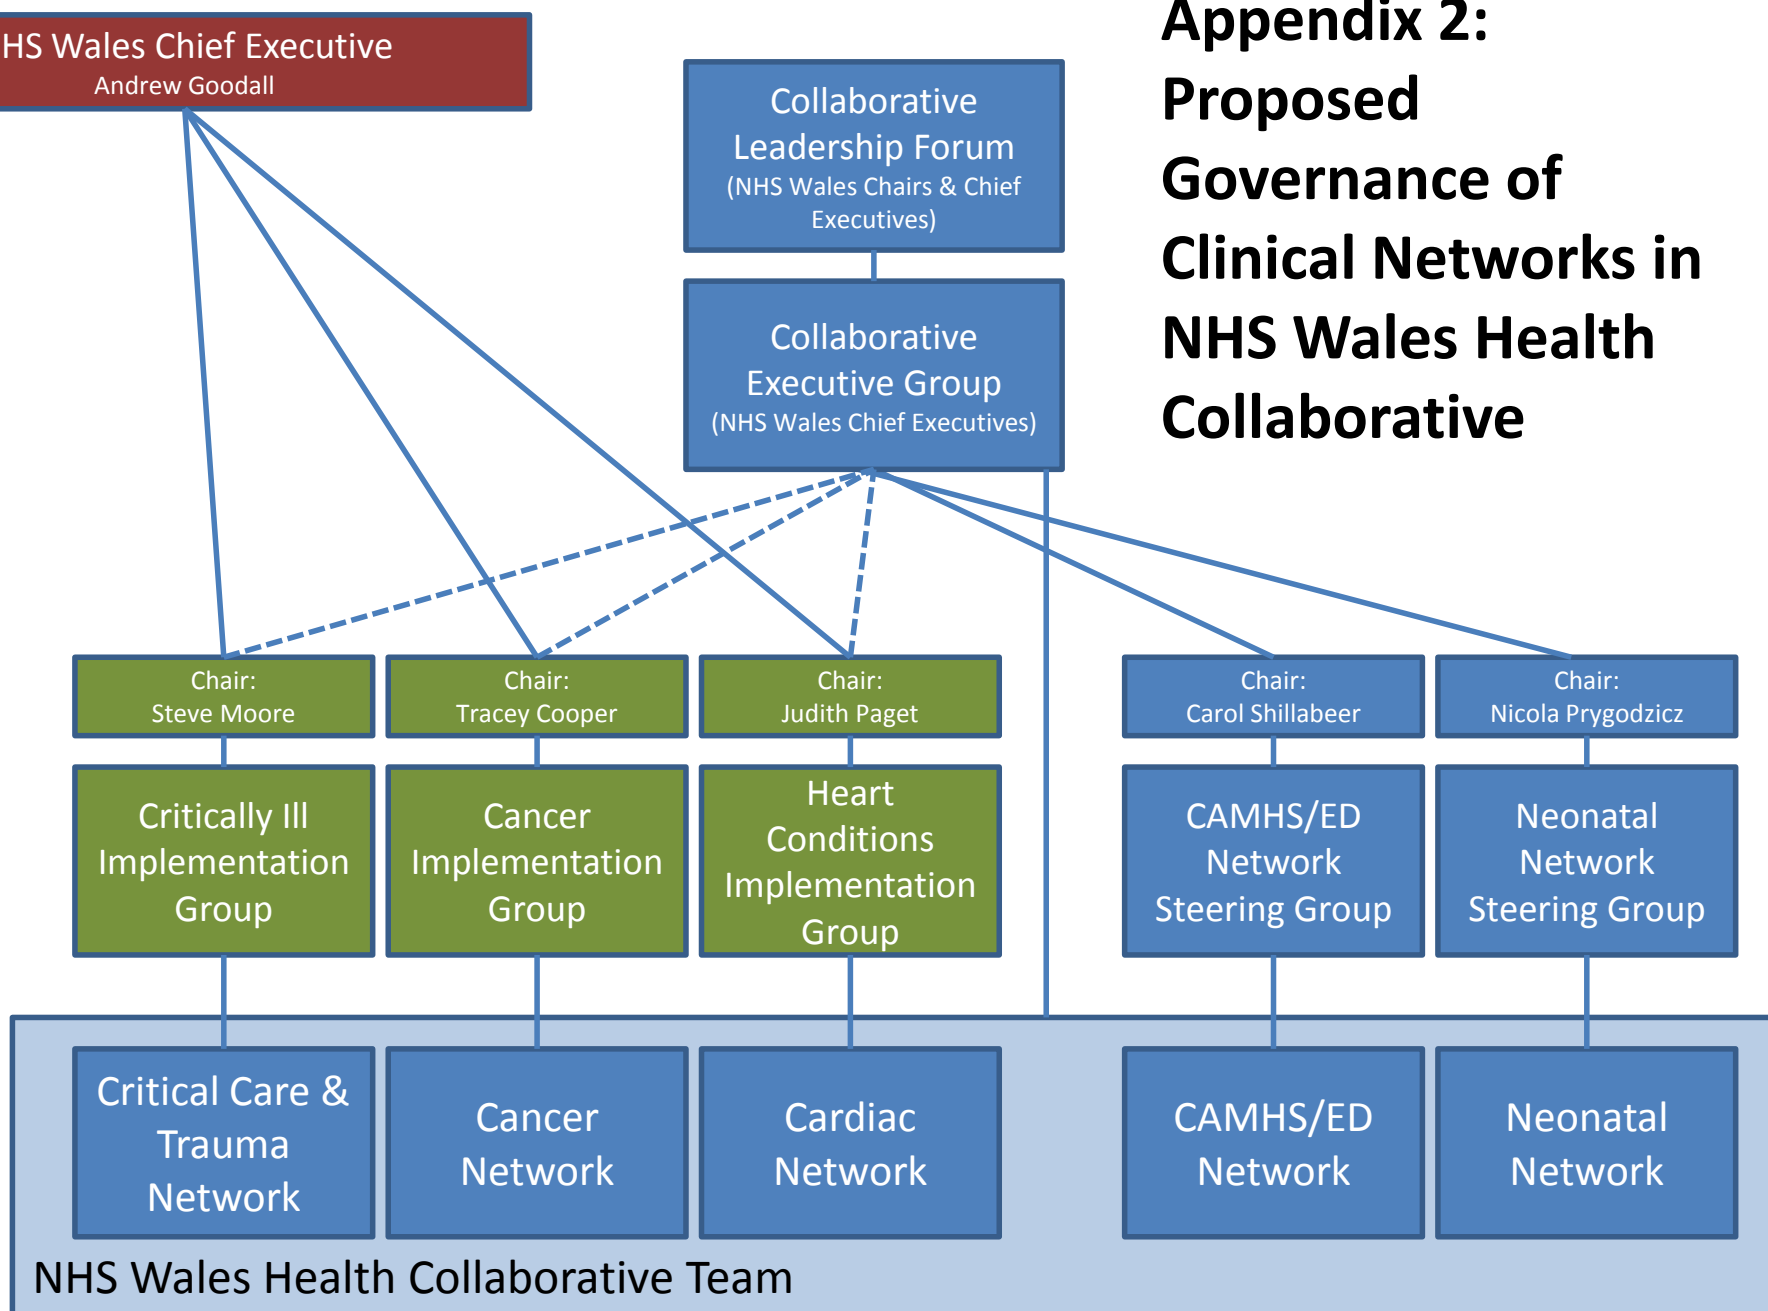 HS Wales Chief Executive
Andrew Goodall
Collaborative
Leadership Forum
(NHS Wales Chairs & Chief
Executives)
Appendix 2:
Proposed
Governance of
Clinical Networks in
NHS Wales Health
Collaborative
Collaborative
Executive Group
(NHS Wales Chief Executives)
Chair:
Steve Moore
Chair:
Tracey Cooper
Chair:
Judith Paget
Chair:
Carol Shillabeer
Chair:
Nicola Prygodzicz
Critically Ill
Implementation
Group
Cancer
Implementation
Group
Heart
Conditions
Implementation
Group
CAMHS/ED
Network
Steering Group
Neonatal
Network
Steering Group
Critical Care &
Trauma
Network
Cancer
Network
Cardiac
Network
CAMHS/ED
Network
Neonatal
Network
NHS Wales Health Collaborative Team